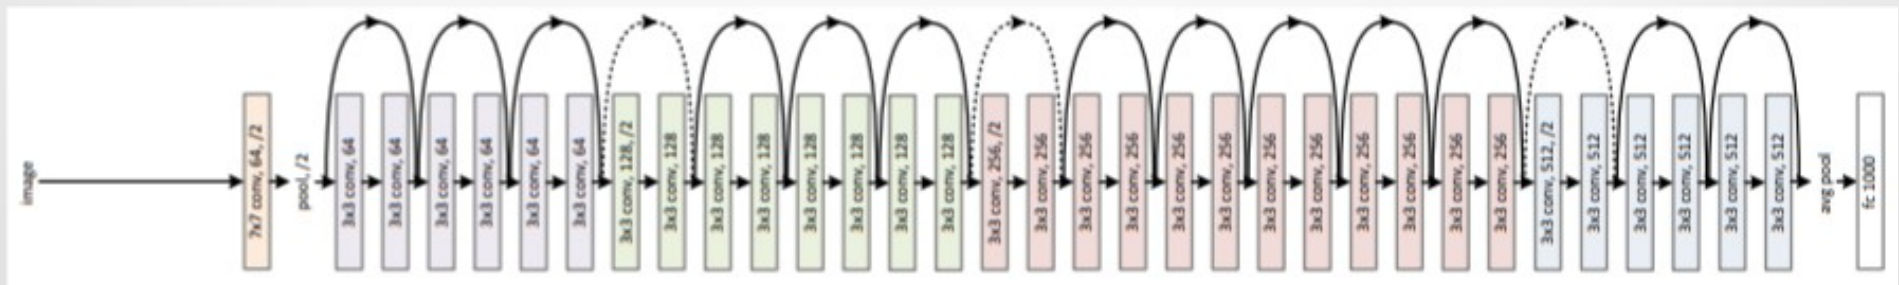 image
7x7 conv, 64, /2
pool, /2
3x3 conv, 64
3x3 conv, 64
3x3 conv, 64
3x3 conv, 64
3x3 conv, 64
3x3 conv, 64
3x3 conv, 128, /2
3x3 conv, 128
3x3 conv, 128
3x3 conv, 128
3x3 conv, 128
3x3 conv, 128
3x3 conv, 128
3x3 conv, 128
3x3 conv, 256, /2
3x3 conv, 256
3x3 conv, 256
3x3 conv, 256
3x3 conv, 256
3x3 conv, 256
3x3 conv, 256
3x3 conv, 256
3x3 conv, 256
3x3 conv, 256
3x3 conv, 256
3x3 conv, 256
3x3 conv, 512, /2
3x3 conv, 512
3x3 conv, 512
3x3 conv, 512
3x3 conv, 512
3x3 conv, 512
avg pool
fc 1000